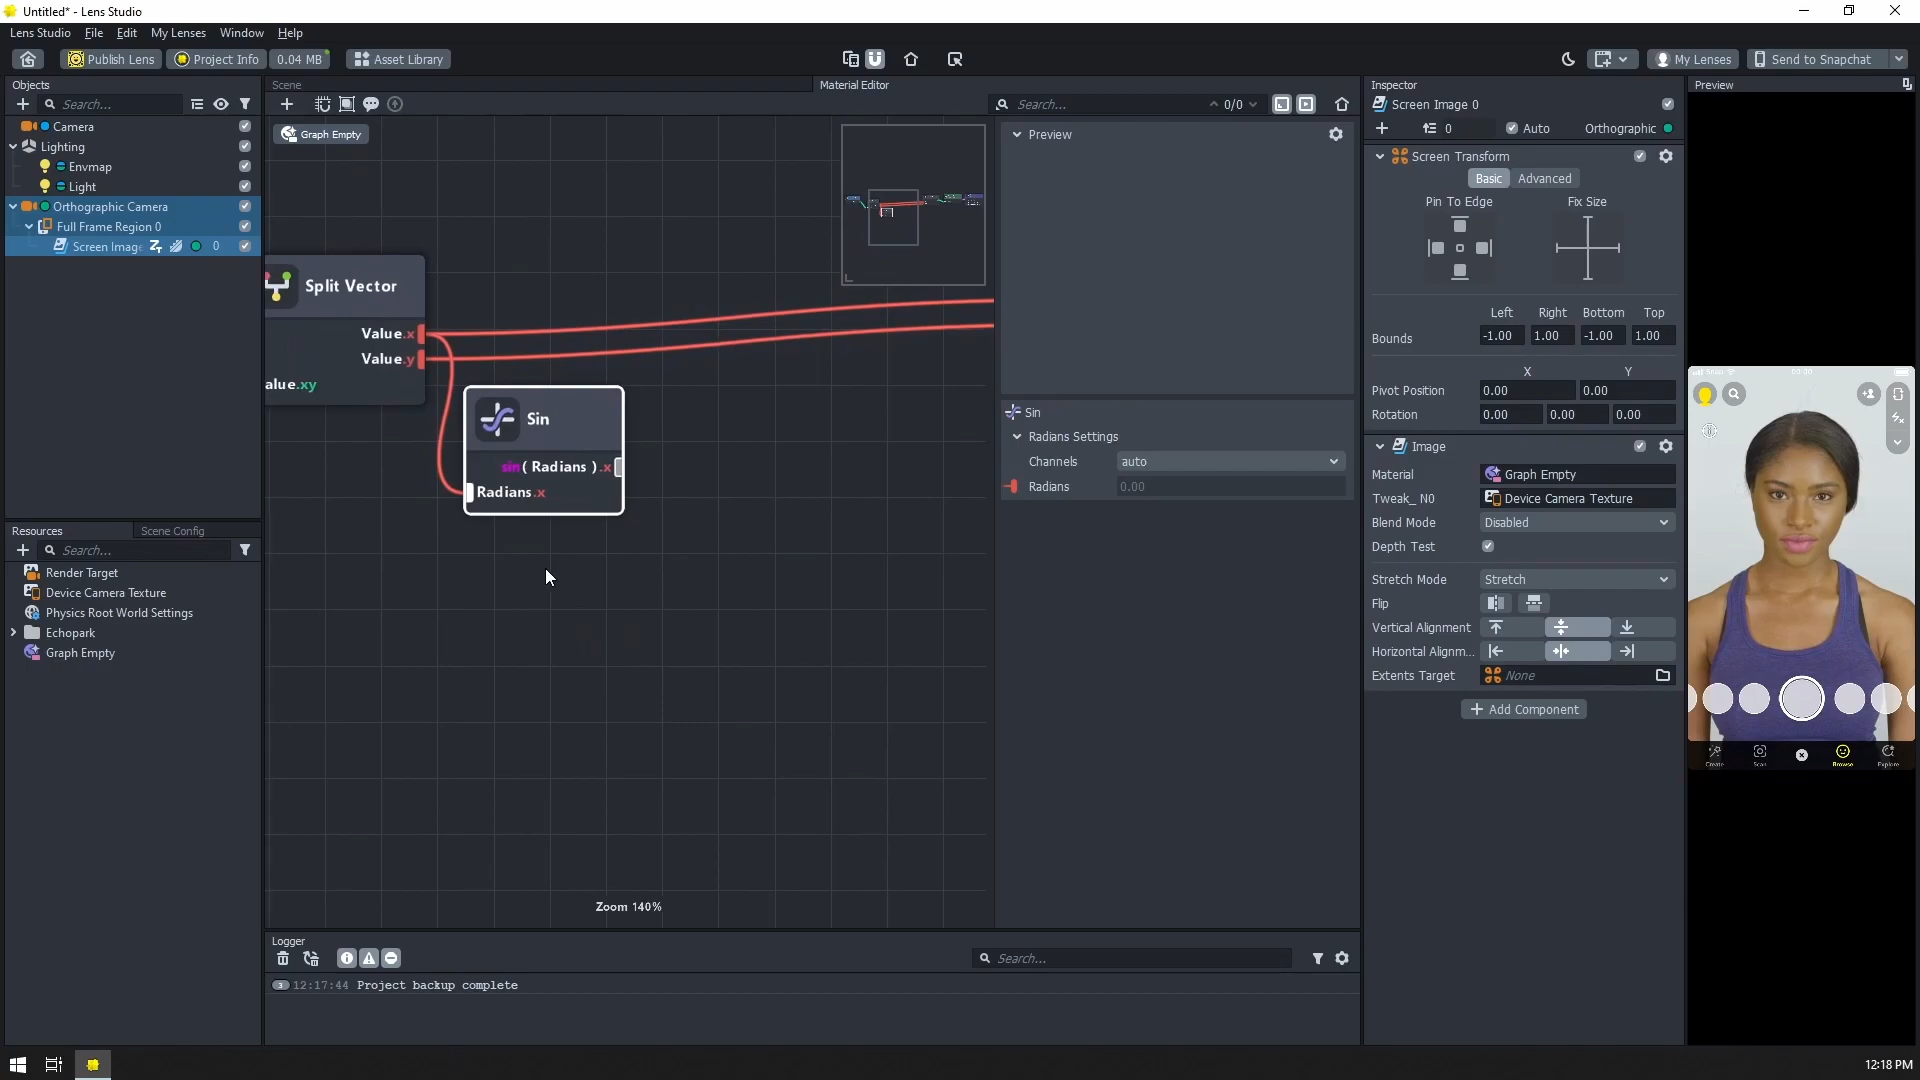 Untitled* - Lens Studio
Lens Studio File Edit My Lenses Window Help
Publish Lens Project Info 0.04 MB Asset Library My Lenses Send to Snapchat
Objects
Search...
Camera
Lighting
Envmap
Light
Orthographic Camera
Full Frame Region 0
Screen Imag 0
Resources Scene Config
Search...
Render Target
Device Camera Texture
Physics Root World Settings
Echopark
Graph Empty
Scene Material Editor
Search... 0/0
Graph Empty
Split Vector
Value.x
Value.y
alue.xy
Sin
sin( Radians ).x
Radians.x
Zoom 140%
Preview
Sin
Radians Settings
Channels auto
Radians 0.00
Logger
Search...
3 12:17:44 Project backup complete
Inspector
Screen Image 0
0 Auto Orthographic
Screen Transform
Basic Advanced
Pin To Edge Fix Size
Left Right Bottom Top
Bounds -1.00 1.00 -1.00 1.00
X Y
Pivot Position 0.00 0.00
Rotation 0.00 0.00 0.00
Image
Material Graph Empty
Tweak_N0 Device Camera Texture
Blend Mode Disabled
Depth Test
Stretch Mode Stretch
Flip
Vertical Alignment
Horizontal Alignm...
Extents Target None
Add Component
Preview
Snap 00:00
Create Scan Browse Explore
12:18 PM